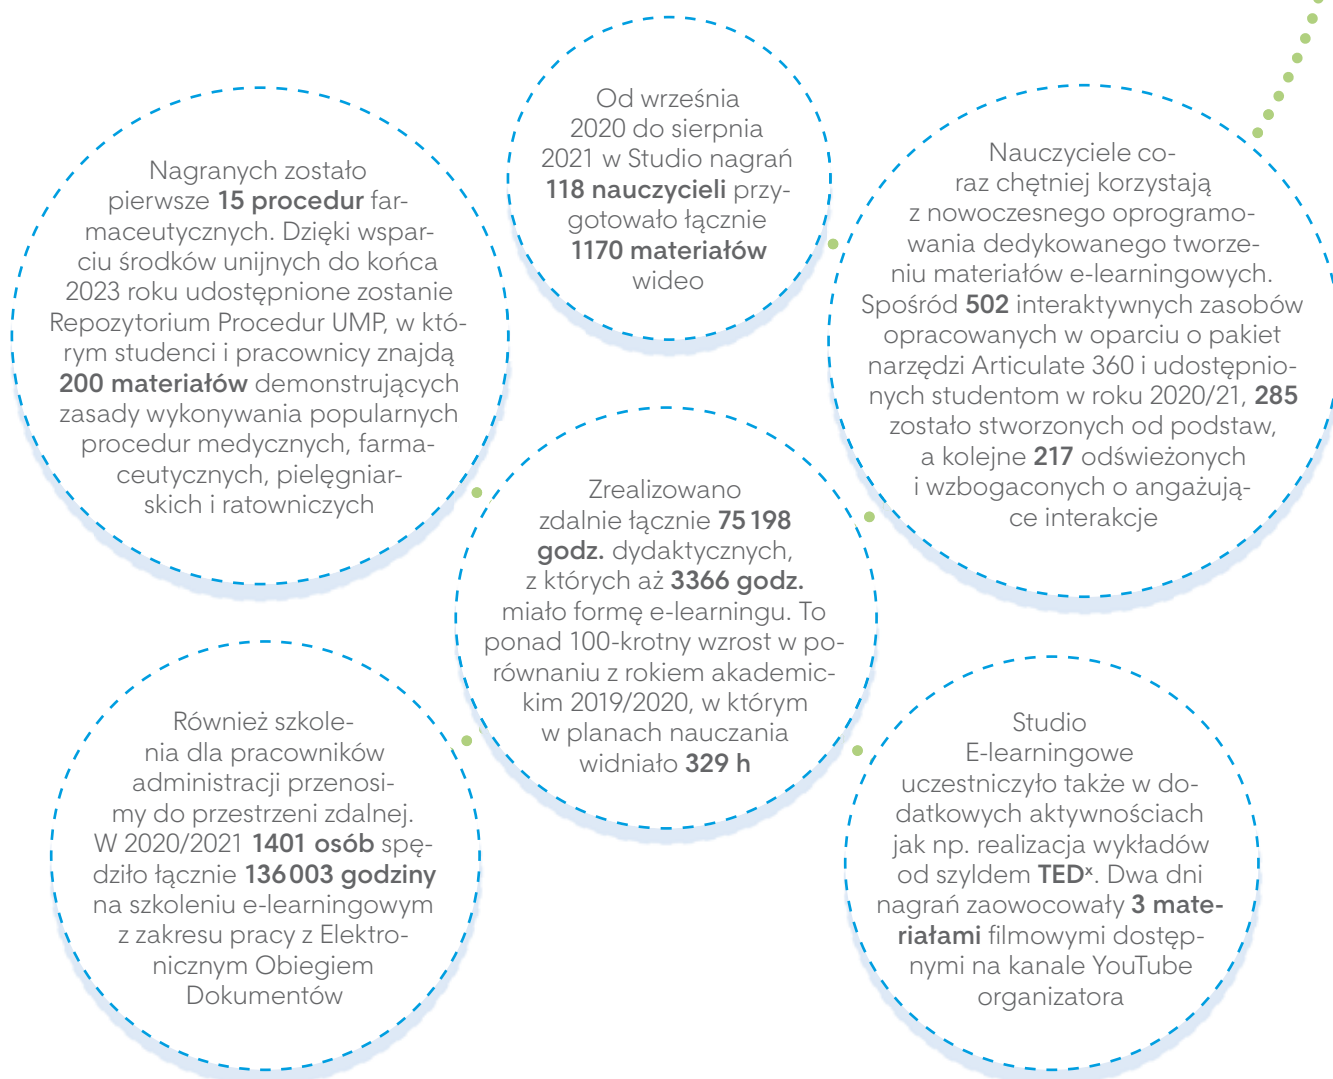 Nagranych zostało
pierwsze 15 procedur far-
maceutycznych. Dzięki wspar-
ciu środków unijnych do końca
2023 roku udostępnione zostanie
Repozytorium Procedur UMP, w któ-
rym studenci i pracownicy znajdą
200 materiałów demonstrujących
zasady wykonywania popularnych
procedur medycznych, farma-
ceutycznych, pielęgniar-
skich i ratowniczych
Od września
2020 do sierpnia
2021 w Studio nagrań
118 nauczycieli przy-
gotowało łącznie
1170 materiałów
wideo
Nauczyciele co-
raz chętniej korzystają
z nowoczesnego oprogramo-
wania dedykowanego tworze-
niu materiałów e-learningowych.
Spośród 502 interaktywnych zasobów
opracowanych w oparciu o pakiet
narzędzi Articulate 360 i udostępnio-
nych studentom w roku 2020/21, 285
zostało stworzonych od podstaw,
a kolejne 217 odświeżonych
i wzbogaconych o angażują-
ce interakcje
Zrealizowano
zdalnie łącznie 75 198
godz. dydaktycznych,
z których aż 3366 godz.
miało formę e-learningu. To
ponad 100-krotny wzrost w po-
równaniu z rokiem akademic-
kim 2019/2020, w którym
w planach nauczania
widniało 329 h
Również szkole-
nia dla pracowników
administracji przenosi-
my do przestrzeni zdalnej.
W 2020/2021 1401 osób spę-
dziło łącznie 136 003 godziny
na szkoleniu e-learningowym
z zakresu pracy z Elektro-
nicznym Obiegiem
Dokumentów
Studio
E-learningowe
uczestniczyło także w do-
datkowych aktywnościach
jak np. realizacja wykładów
od szyldem TEDˣ. Dwa dni
nagrań zaowocowały 3 mate-
riałami filmowymi dostęp-
nymi na kanale YouTube
organizatora